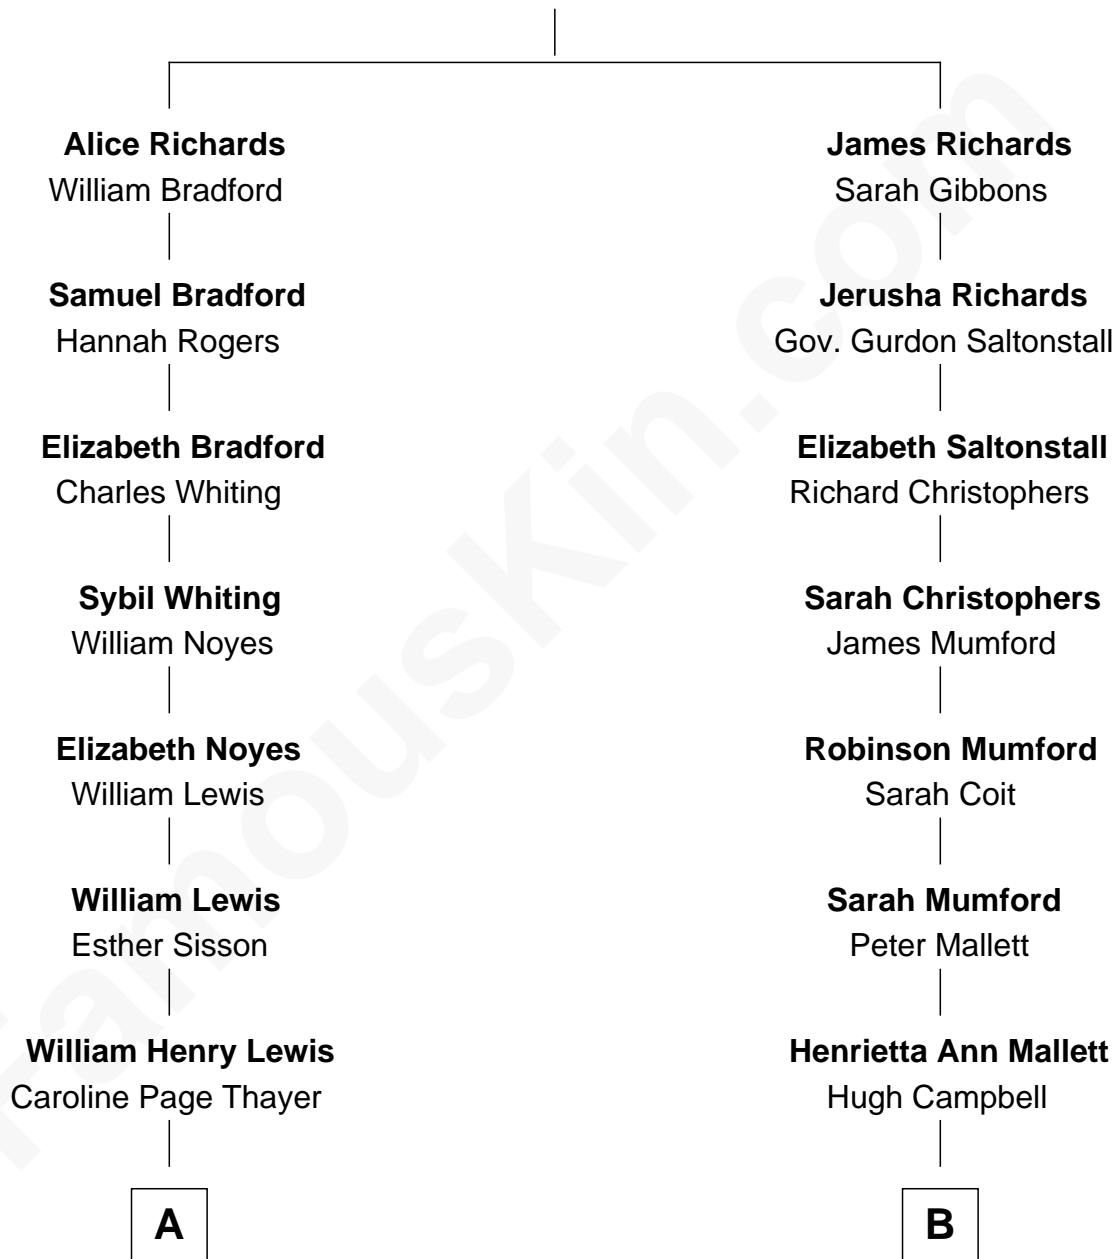 Alice Richards
William Bradford
James Richards
Sarah Gibbons
Samuel Bradford
Hannah Rogers
Jerusha Richards
Gov. Gurdon Saltonstall
Elizabeth Bradford
Charles Whiting
Elizabeth Saltonstall
Richard Christophers
Sybil Whiting
William Noyes
Sarah Christophers
James Mumford
Elizabeth Noyes
William Lewis
Robinson Mumford
Sarah Coit
William Lewis
Esther Sisson
Sarah Mumford
Peter Mallett
William Henry Lewis
Caroline Page Thayer
Henrietta Ann Mallett
Hugh Campbell
A
B
FamousKin.com